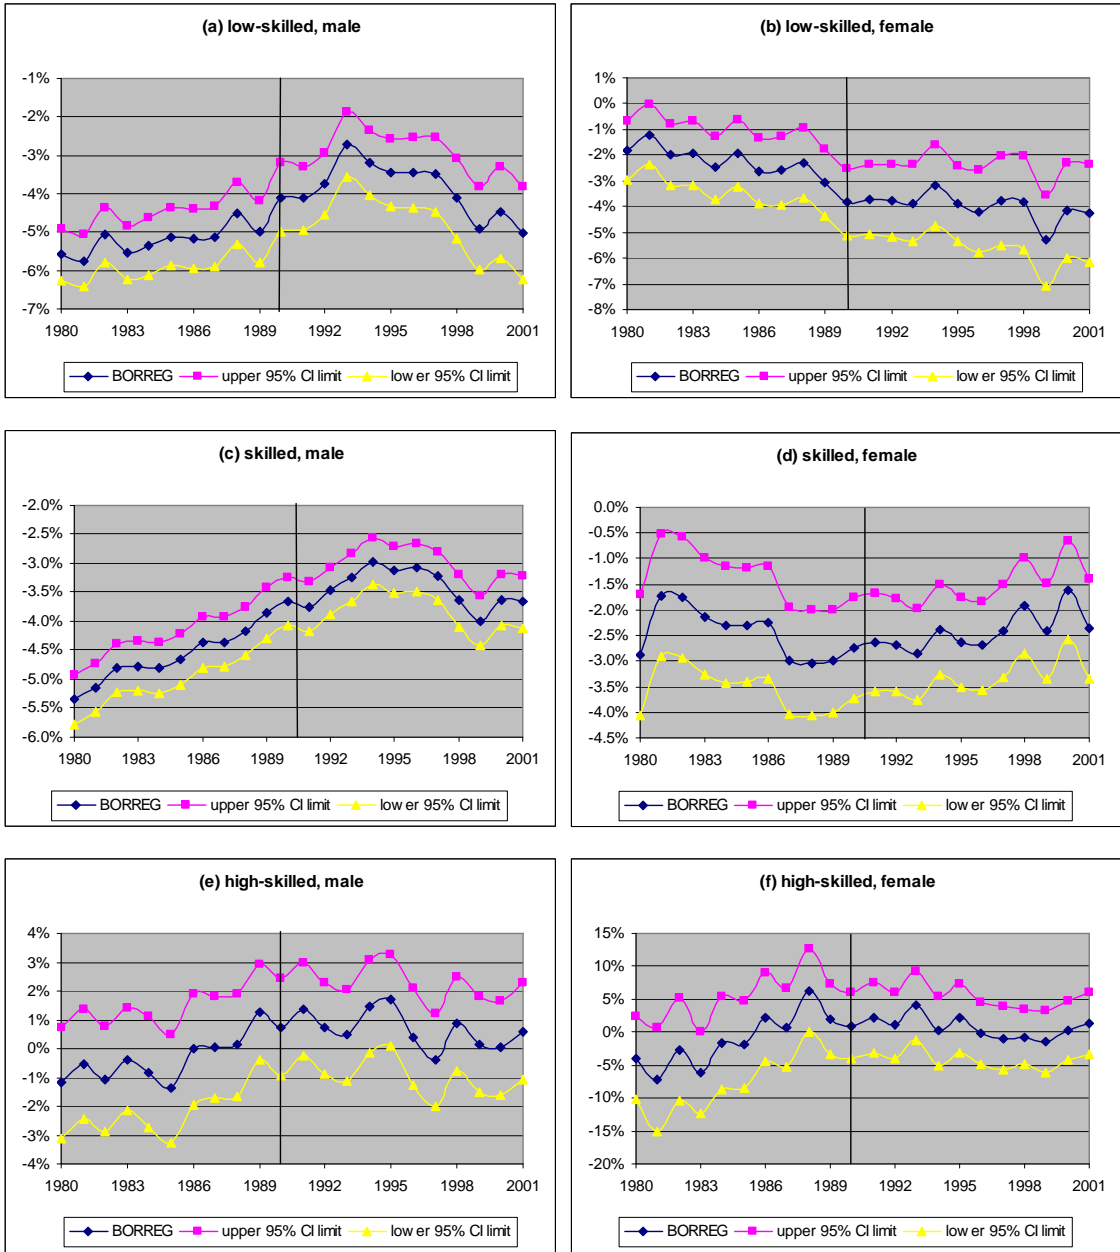 (a) low-skilled, male
-1%
-2%
-3%
-4%
-5%
-6%
-7%
1980 1983 1986 1989 1992 1995 1998 2001
BORREG upper 95% CI limit low er 95% CI limit
(b) low-skilled, female
1%
0%
-1%
-2%
-3%
-4%
-5%
-6%
-7%
-8%
1980 1983 1986 1989 1992 1995 1998 2001
BORREG upper 95% CI limit low er 95% CI limit
(c) skilled, male
-2.0%
-2.5%
-3.0%
-3.5%
-4.0%
-4.5%
-5.0%
-5.5%
-6.0%
1980 1983 1986 1989 1992 1995 1998 2001
BORREG upper 95% CI limit low er 95% CI limit
(d) skilled, female
0.0%
-0.5%
-1.0%
-1.5%
-2.0%
-2.5%
-3.0%
-3.5%
-4.0%
-4.5%
1980 1983 1986 1989 1992 1995 1998 2001
BORREG upper 95% CI limit low er 95% CI limit
(e) high-skilled, male
4%
3%
2%
1%
0%
-1%
-2%
-3%
-4%
1980 1983 1986 1989 1992 1995 1998 2001
BORREG upper 95% CI limit low er 95% CI limit
(f) high-skilled, female
15%
10%
5%
0%
-5%
-10%
-15%
-20%
1980 1983 1986 1989 1992 1995 1998 2001
BORREG upper 95% CI limit low er 95% CI limit